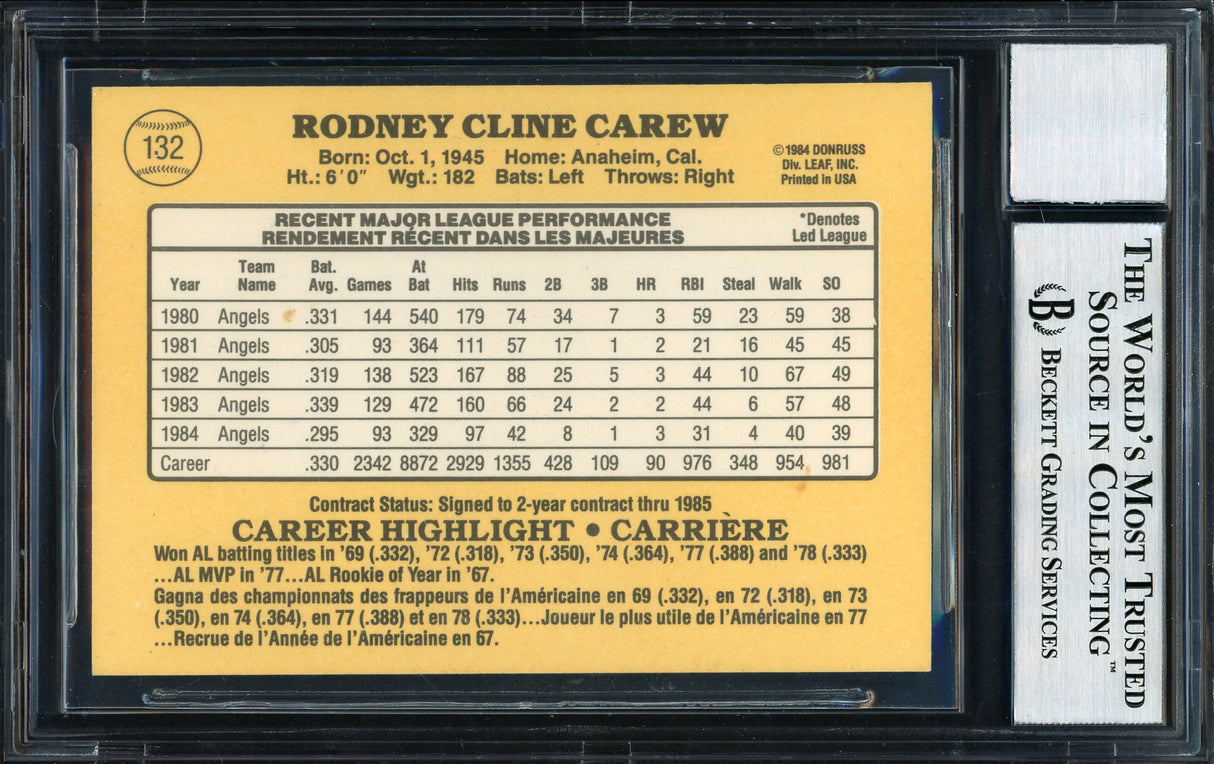 132
RODNEY CLINE CAREW
Born: Oct. 1, 1945 Home: Anaheim, Cal.
Ht.: 6'0" Wgt.: 182 Bats: Left Throws: Right
©1984 DONRUSS
Div. LEAF, INC.
Printed in USA
RECENT MAJOR LEAGUE PERFORMANCE
RENDEMENT RÉCENT DANS LES MAJEURES
*Denotes
Led League
Year Team Name Bat. Avg. Games At Bat Hits Runs 2B 3B HR RBI Steal Walk SO
1980 Angels .331 144 540 179 74 34 7 3 59 23 59 38
1981 Angels .305 93 364 111 57 17 1 2 21 16 45 45
1982 Angels .319 138 523 167 88 25 5 3 44 10 67 49
1983 Angels .339 129 472 160 66 24 2 2 44 6 57 48
1984 Angels .295 93 329 97 42 8 1 3 31 4 40 39
Career .330 2342 8872 2929 1355 428 109 90 976 348 954 981
Contract Status: Signed to 2-year contract thru 1985
CAREER HIGHLIGHT • CARRIÈRE
Won AL batting titles in '69 (.332), '72 (.318), '73 (.350), '74 (.364), '77 (.388) and '78 (.333)
...AL MVP in '77...AL Rookie of Year in '67.
Gagna des championnats des frappeurs de l'Américaine en 69 (.332), en 72 (.318), en 73
(.350), en 74 (.364), en 77 (.388) et en 78 (.333)...Joueur le plus utile de l'Américaine en 77
...Recrue de l'Année de l'Américaine en 67.
THE WORLD'S MOST TRUSTED
SOURCE IN COLLECTING™
B BECKETT GRADING SERVICES